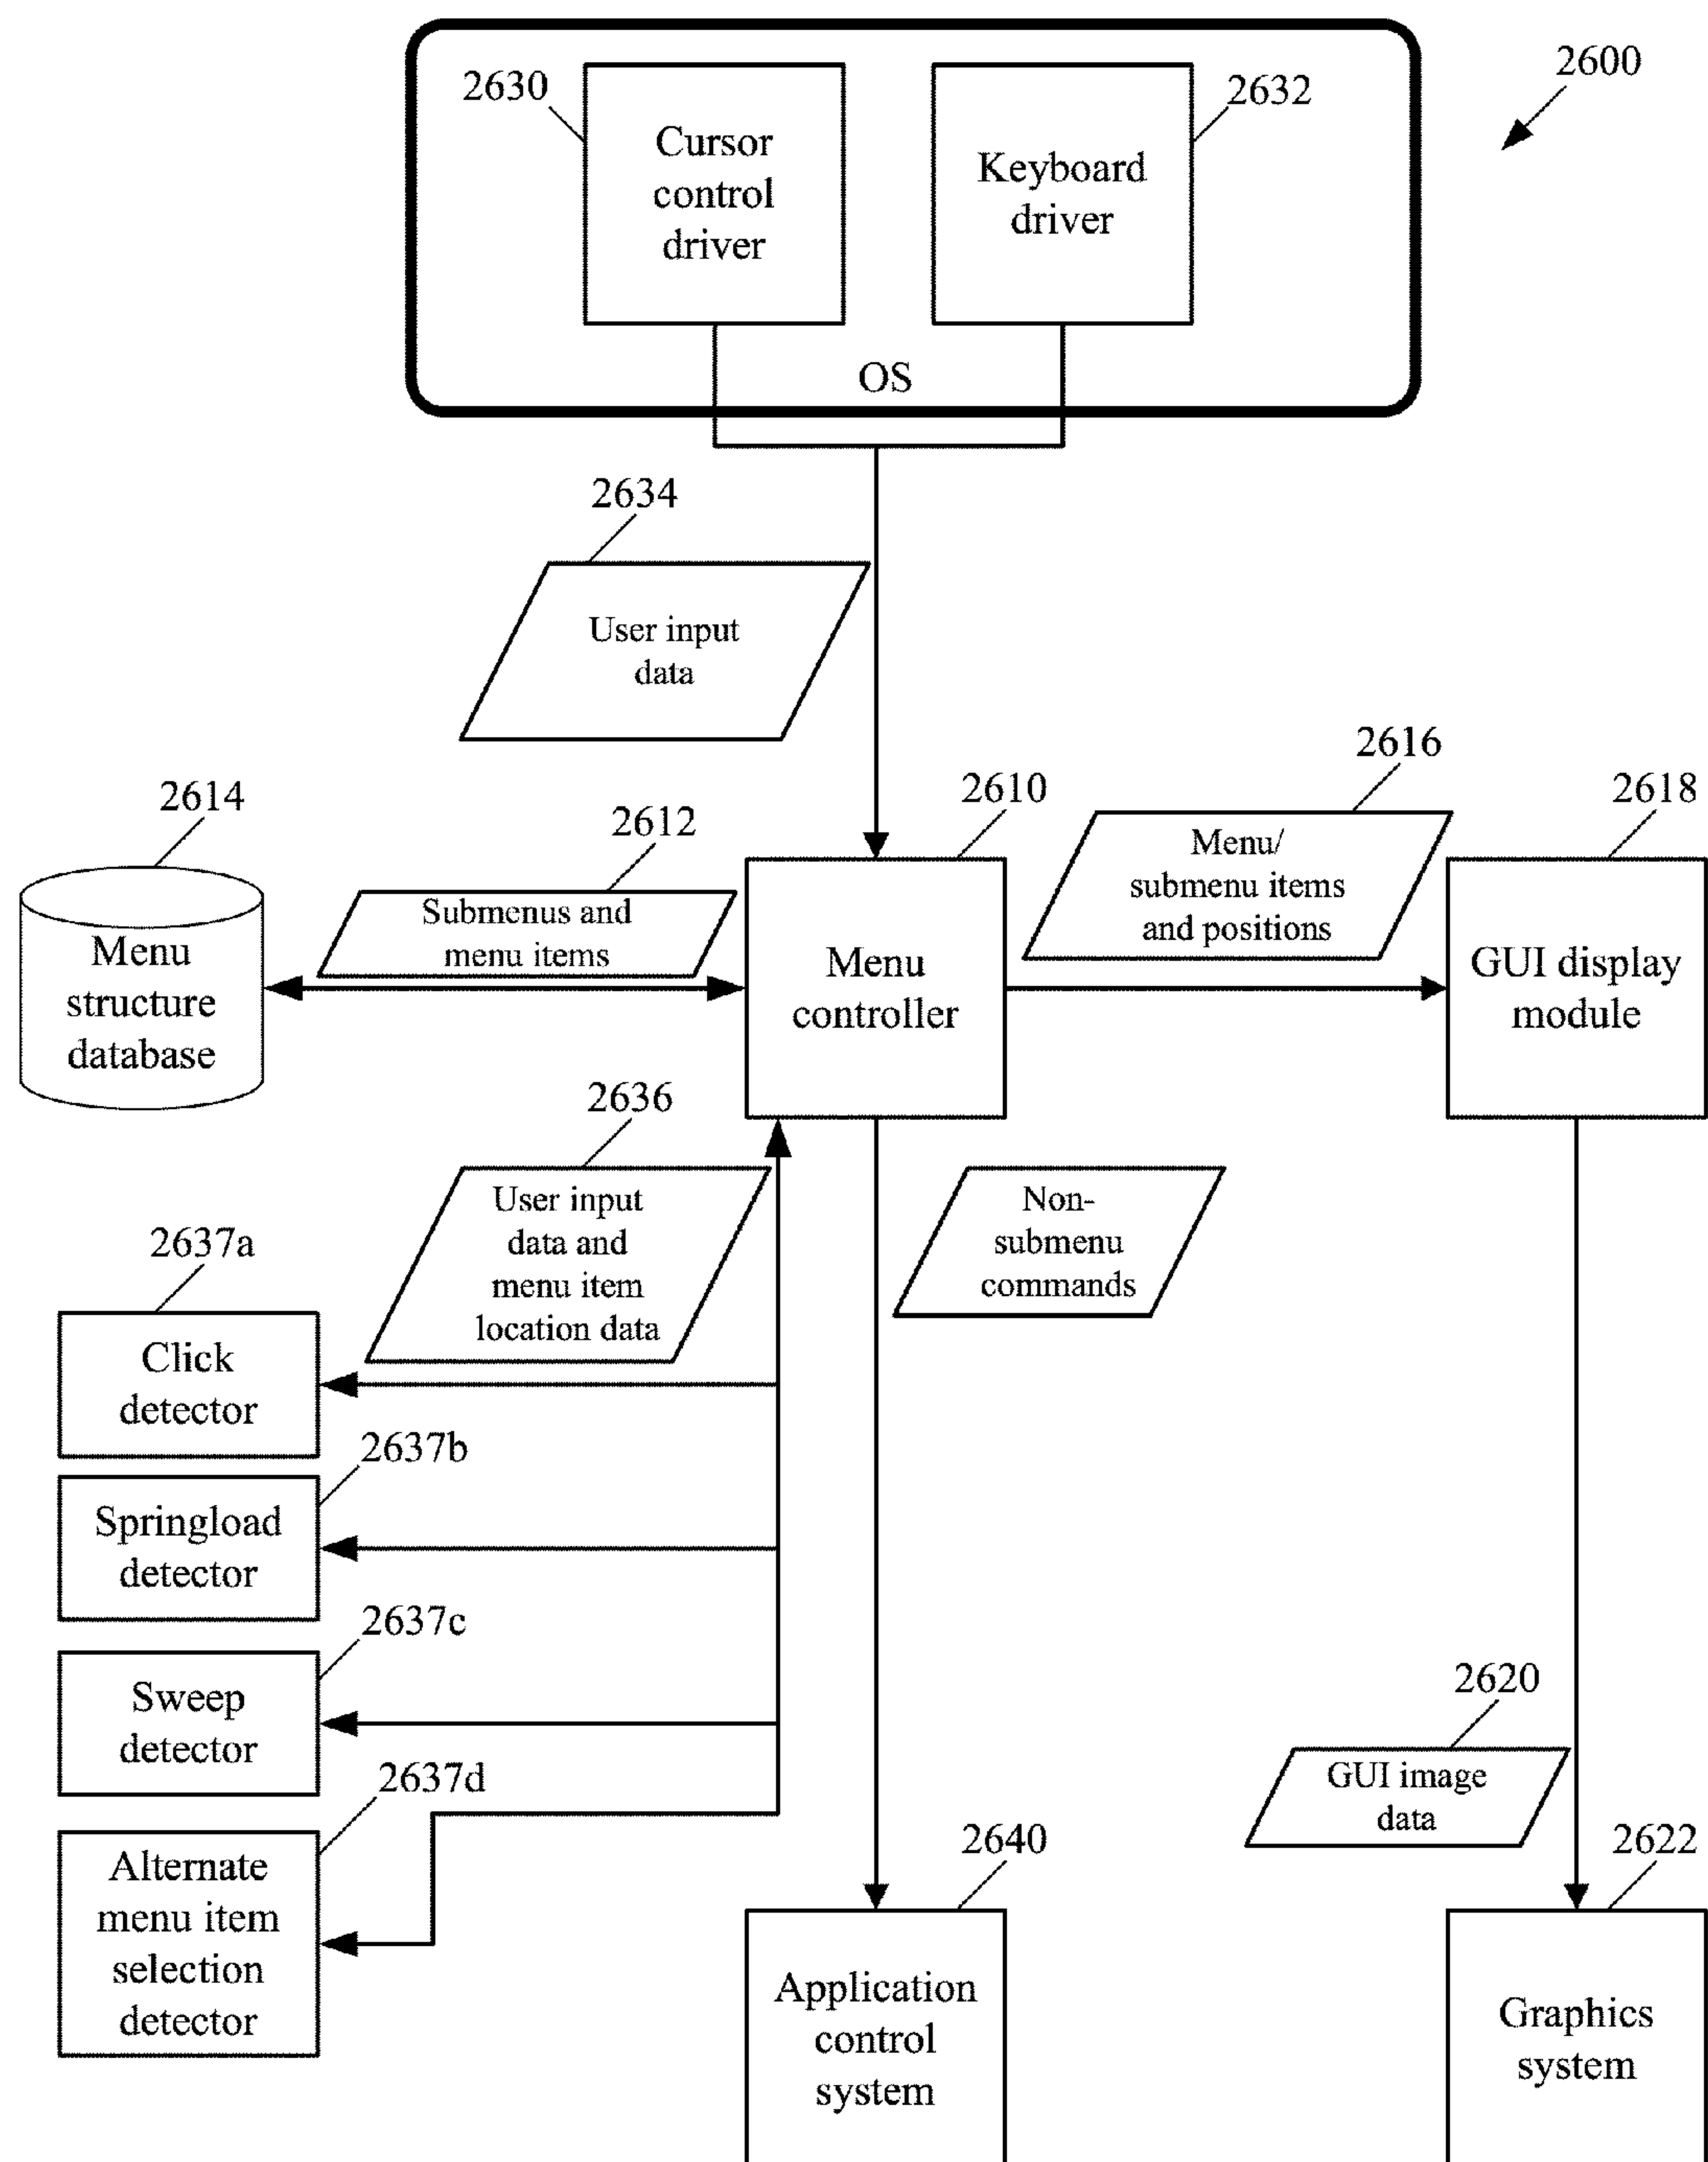 2600
2630
2632
Cursor
control
driver
Keyboard
driver
OS
2634
User input
data
2616
2614
2612
2610
2618
Menu
structure
database
Submenus and
menu items
Menu
controller
Menu/
submenu items
and positions
GUI display
module
2636
User input
data and
menu item
location data
Non-
submenu
commands
2637a
Click
detector
2637b
Springload
detector
2637c
Sweep
detector
2637d
Alternate
menu item
selection
detector
2620
GUI image
data
2640
2622
Application
control
system
Graphics
system